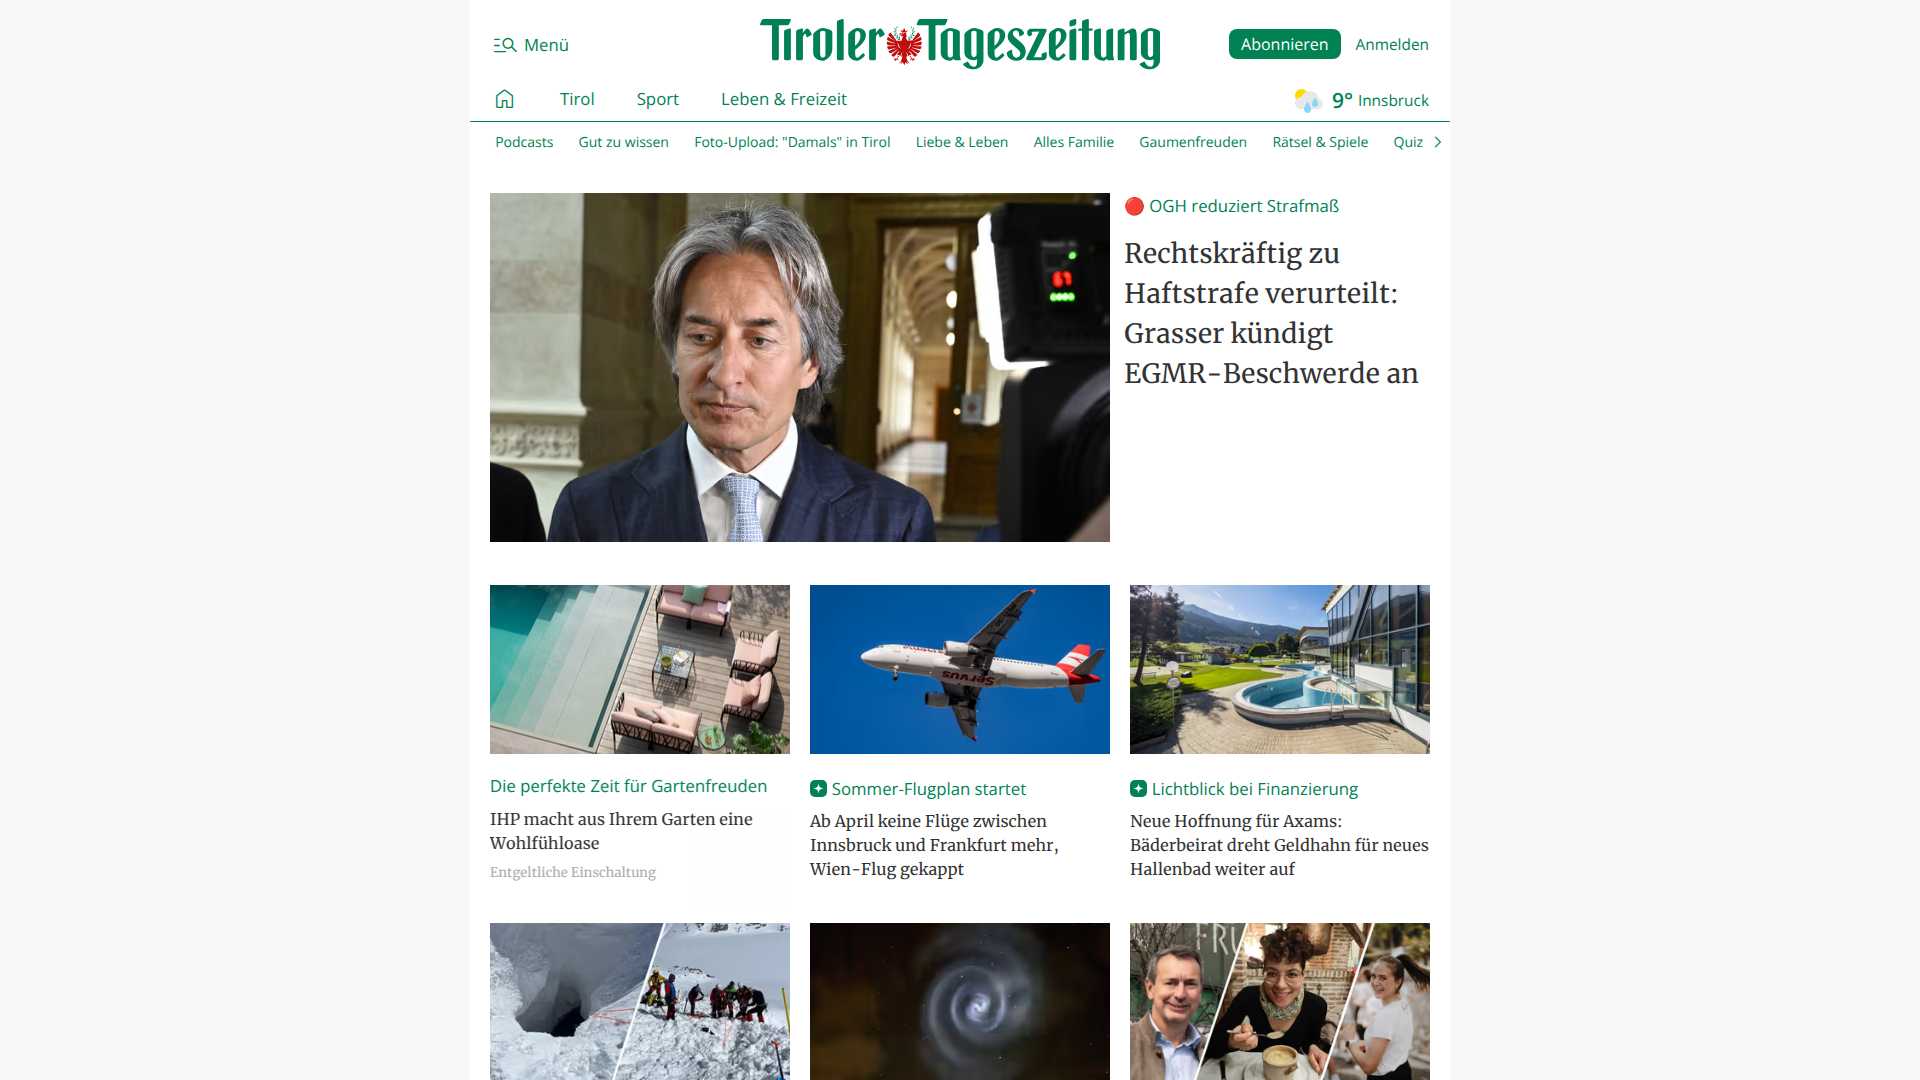 Menü
Tiroler Tageszeitung
Abonnieren
Anmelden
Tirol
Sport
Leben & Freizeit
9° Innsbruck
Podcasts
Gut zu wissen
Foto-Upload: "Damals" in Tirol
Liebe & Leben
Alles Familie
Gaumenfreuden
Rätsel & Spiele
Quiz
OGH reduziert Strafmaß
Rechtskräftig zu
Haftstrafe verurteilt:
Grasser kündigt
EGMR-Beschwerde an
Servus
Die perfekte Zeit für Gartenfreuden
IHP macht aus Ihrem Garten eine
Wohlfühloase
Entgeltliche Einschaltung
Sommer-Flugplan startet
Ab April keine Flüge zwischen
Innsbruck und Frankfurt mehr,
Wien-Flug gekappt
Lichtblick bei Finanzierung
Neue Hoffnung für Axams:
Bäderbeirat dreht Geldhahn für neues
Hallenbad weiter auf
FRU